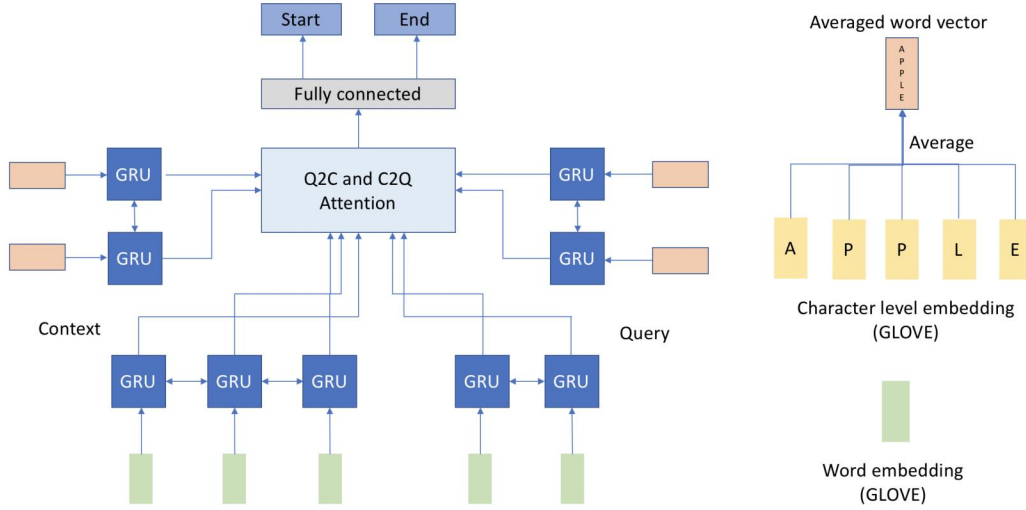 Start
End
Fully connected
Q2C and C2Q
Attention
GRU
GRU
GRU
GRU
Context
Query
GRU
GRU
GRU
GRU
GRU
Averaged word vector
A
P
P
L
E
Average
A
P
P
L
E
Character level embedding
(GLOVE)
Word embedding
(GLOVE)